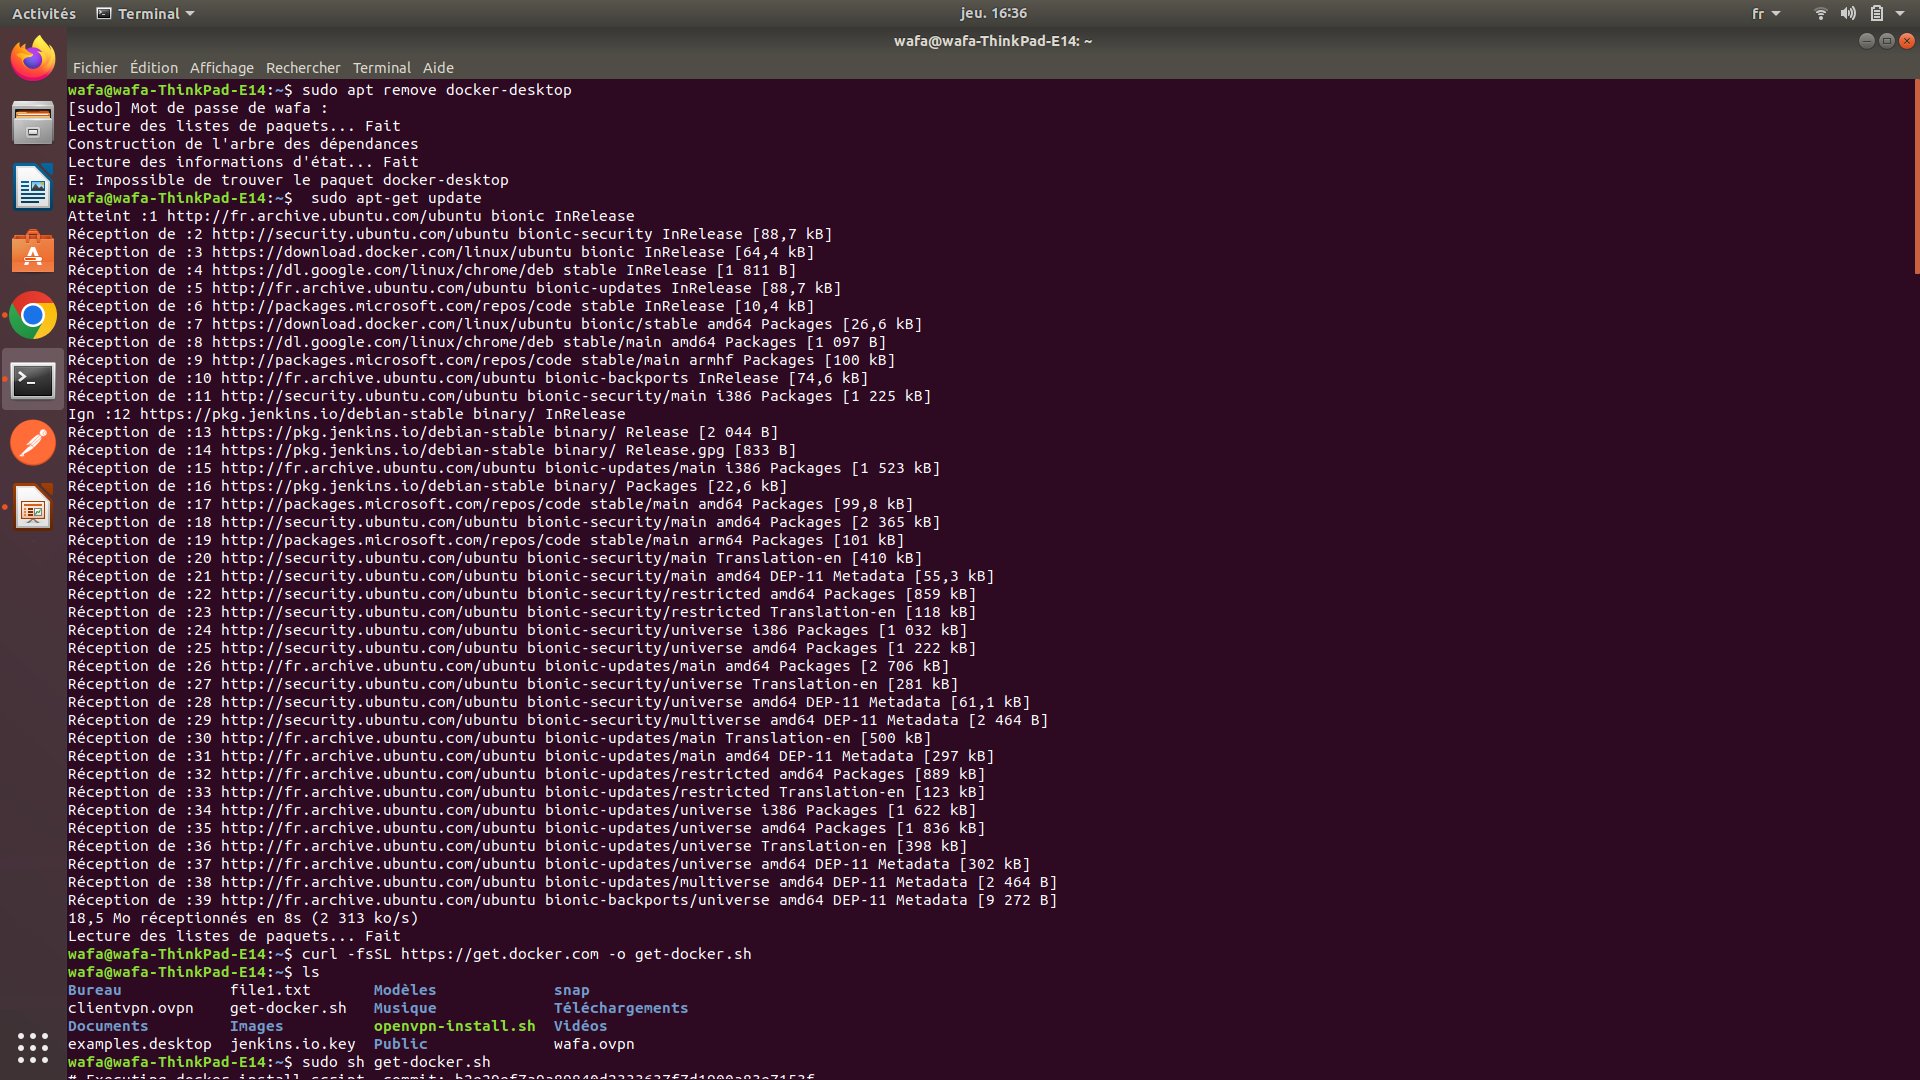 Activités Terminal jeu. 16:36 fr
wafa@wafa-ThinkPad-E14: ~
Fichier Édition Affichage Rechercher Terminal Aide
wafa@wafa-ThinkPad-E14:~$ sudo apt remove docker-desktop
[sudo] Mot de passe de wafa :
Lecture des listes de paquets... Fait
Construction de l'arbre des dépendances
Lecture des informations d'état... Fait
E: Impossible de trouver le paquet docker-desktop
wafa@wafa-ThinkPad-E14:~$  sudo apt-get update
Atteint :1 http://fr.archive.ubuntu.com/ubuntu bionic InRelease
Réception de :2 http://security.ubuntu.com/ubuntu bionic-security InRelease [88,7 kB]
Réception de :3 https://download.docker.com/linux/ubuntu bionic InRelease [64,4 kB]
Réception de :4 https://dl.google.com/linux/chrome/deb stable InRelease [1 811 B]
Réception de :5 http://fr.archive.ubuntu.com/ubuntu bionic-updates InRelease [88,7 kB]
Réception de :6 http://packages.microsoft.com/repos/code stable InRelease [10,4 kB]
Réception de :7 https://download.docker.com/linux/ubuntu bionic/stable amd64 Packages [26,6 kB]
Réception de :8 https://dl.google.com/linux/chrome/deb stable/main amd64 Packages [1 097 B]
Réception de :9 http://packages.microsoft.com/repos/code stable/main armhf Packages [100 kB]
Réception de :10 http://fr.archive.ubuntu.com/ubuntu bionic-backports InRelease [74,6 kB]
Réception de :11 http://security.ubuntu.com/ubuntu bionic-security/main i386 Packages [1 225 kB]
Ign :12 https://pkg.jenkins.io/debian-stable binary/ InRelease
Réception de :13 https://pkg.jenkins.io/debian-stable binary/ Release [2 044 B]
Réception de :14 https://pkg.jenkins.io/debian-stable binary/ Release.gpg [833 B]
Réception de :15 http://fr.archive.ubuntu.com/ubuntu bionic-updates/main i386 Packages [1 523 kB]
Réception de :16 https://pkg.jenkins.io/debian-stable binary/ Packages [22,6 kB]
Réception de :17 http://packages.microsoft.com/repos/code stable/main amd64 Packages [99,8 kB]
Réception de :18 http://security.ubuntu.com/ubuntu bionic-security/main amd64 Packages [2 365 kB]
Réception de :19 http://packages.microsoft.com/repos/code stable/main arm64 Packages [101 kB]
Réception de :20 http://security.ubuntu.com/ubuntu bionic-security/main Translation-en [410 kB]
Réception de :21 http://security.ubuntu.com/ubuntu bionic-security/main amd64 DEP-11 Metadata [55,3 kB]
Réception de :22 http://security.ubuntu.com/ubuntu bionic-security/restricted amd64 Packages [859 kB]
Réception de :23 http://security.ubuntu.com/ubuntu bionic-security/restricted Translation-en [118 kB]
Réception de :24 http://security.ubuntu.com/ubuntu bionic-security/universe i386 Packages [1 032 kB]
Réception de :25 http://security.ubuntu.com/ubuntu bionic-security/universe amd64 Packages [1 222 kB]
Réception de :26 http://fr.archive.ubuntu.com/ubuntu bionic-updates/main amd64 Packages [2 706 kB]
Réception de :27 http://security.ubuntu.com/ubuntu bionic-security/universe Translation-en [281 kB]
Réception de :28 http://security.ubuntu.com/ubuntu bionic-security/universe amd64 DEP-11 Metadata [61,1 kB]
Réception de :29 http://security.ubuntu.com/ubuntu bionic-security/multiverse amd64 DEP-11 Metadata [2 464 B]
Réception de :30 http://fr.archive.ubuntu.com/ubuntu bionic-updates/main Translation-en [500 kB]
Réception de :31 http://fr.archive.ubuntu.com/ubuntu bionic-updates/main amd64 DEP-11 Metadata [297 kB]
Réception de :32 http://fr.archive.ubuntu.com/ubuntu bionic-updates/restricted amd64 Packages [889 kB]
Réception de :33 http://fr.archive.ubuntu.com/ubuntu bionic-updates/restricted Translation-en [123 kB]
Réception de :34 http://fr.archive.ubuntu.com/ubuntu bionic-updates/universe i386 Packages [1 622 kB]
Réception de :35 http://fr.archive.ubuntu.com/ubuntu bionic-updates/universe amd64 Packages [1 836 kB]
Réception de :36 http://fr.archive.ubuntu.com/ubuntu bionic-updates/universe Translation-en [398 kB]
Réception de :37 http://fr.archive.ubuntu.com/ubuntu bionic-updates/universe amd64 DEP-11 Metadata [302 kB]
Réception de :38 http://fr.archive.ubuntu.com/ubuntu bionic-updates/multiverse amd64 DEP-11 Metadata [2 464 B]
Réception de :39 http://fr.archive.ubuntu.com/ubuntu bionic-backports/universe amd64 DEP-11 Metadata [9 272 B]
18,5 Mo réceptionnés en 8s (2 313 ko/s)
Lecture des listes de paquets... Fait
wafa@wafa-ThinkPad-E14:~$ curl -fsSL https://get.docker.com -o get-docker.sh
wafa@wafa-ThinkPad-E14:~$ ls
Bureau file1.txt Modèles snap
clientvpn.ovpn get-docker.sh Musique Téléchargements
Documents Images openvpn-install.sh Vidéos
examples.desktop jenkins.io.key Public wafa.ovpn
wafa@wafa-ThinkPad-E14:~$ sudo sh get-docker.sh
# Executing docker install script, commit: